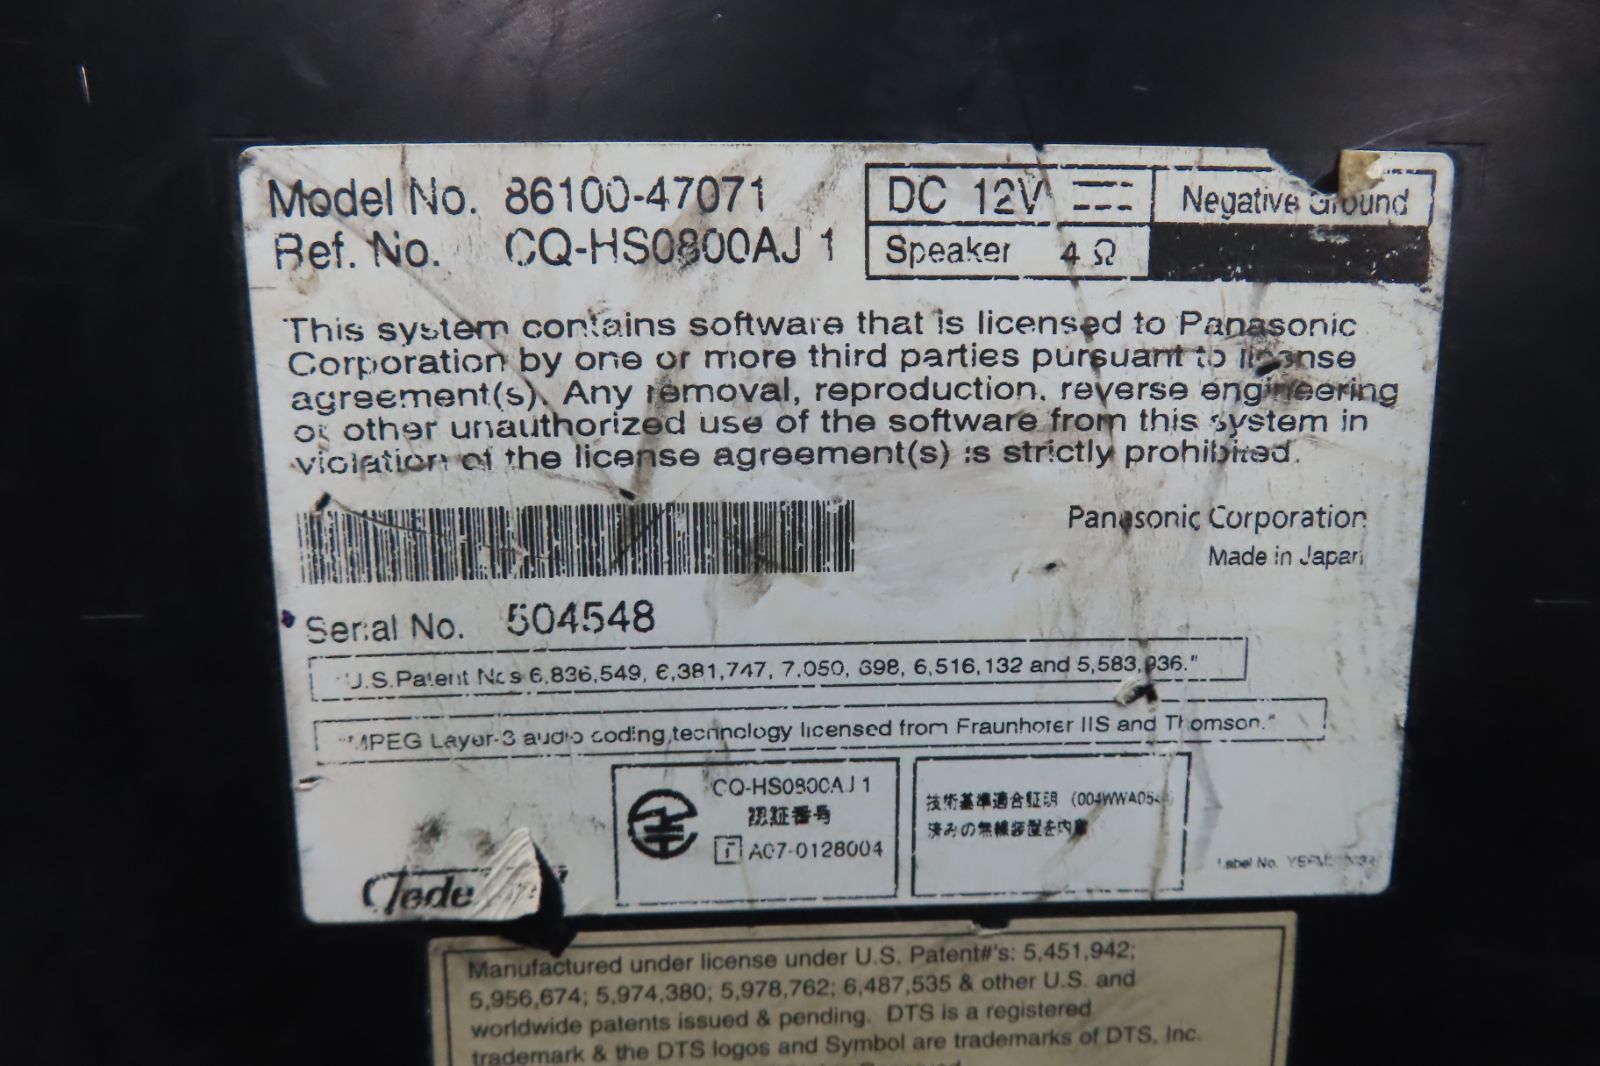 Model No. 86100-47071
Ref. No. CQ-HS0800AJ 1
DC 12V
Negative Ground
Speaker 4 Ω
This system contains software that is licensed to Panasonic
Corporation by one or more third parties pursuant to license
agreement(s). Any removal, reproduction, reverse engineering
or other unauthorized use of the software from this system in
violation of the license agreement(s) is strictly prohibited.
Panasonic Corporation
Made in Japan
Serial No. 504548
"U.S.Patent Nos 6,836,549, 6,381,747, 7,050, 698, 6,516,132 and 5,583,936."
"MPEG Layer-3 audio coding technology licensed from Fraunhofer IIS and Thomson."
CQ-HS0800AJ 1
認証番号
T A07-0128004
技術基準適合証明
済みの無線装置を内蔵
Label No.
Manufactured under license under U.S. Patent#'s: 5,451,942;
5,956,674; 5,974,380; 5,978,762; 6,487,535 & other U.S. and
worldwide patents issued & pending. DTS is a registered
trademark & the DTS logos and Symbol are trademarks of DTS, Inc.